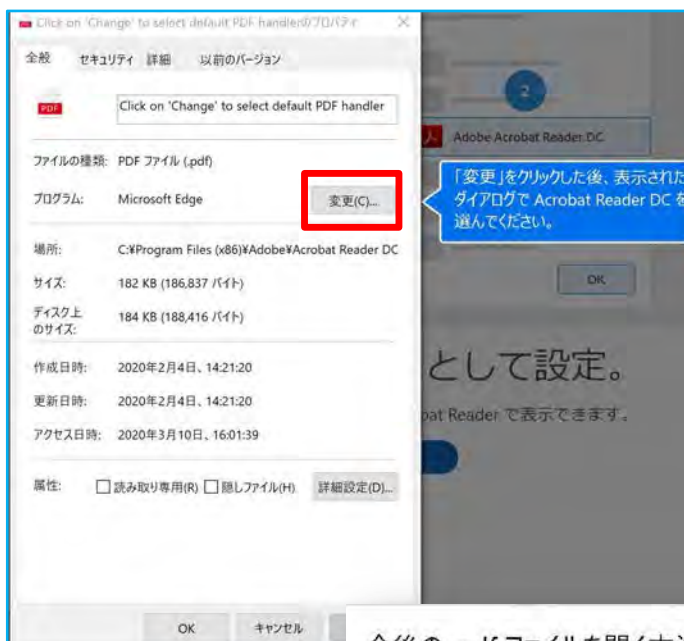 Click on 'Change' to select default PDF handlerのプロパティ
全般 セキュリティ 詳細 以前のバージョン
PDF
Click on 'Change' to select default PDF handler
ファイルの種類: PDF ファイル (.pdf)
プログラム: Microsoft Edge 変更(C)...
場所: C:¥Program Files (x86)¥Adobe¥Acrobat Reader DC
サイズ: 182 KB (186,837 バイト)
ディスク上
のサイズ: 184 KB (188,416 バイト)
作成日時: 2020年2月4日、14:21:20
更新日時: 2020年2月4日、14:21:20
アクセス日時: 2020年3月10日、16:01:39
属性: 読み取り専用(R) 隠しファイル(H) 詳細設定(D)...
OK キャンセル
2
Adobe Acrobat Reader DC
「変更」をクリックした後、表示された
ダイアログで Acrobat Reader DC を
選んでください。
OK
として設定。
bat Reader で表示できます。